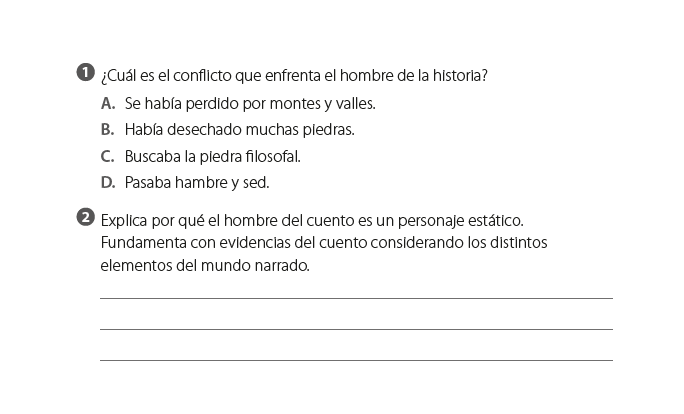 1 ¿Cuál es el conflicto que enfrenta el hombre de la historia?
A. Se había perdido por montes y valles.
B. Había desechado muchas piedras.
C. Buscaba la piedra filosofal.
D. Pasaba hambre y sed.
2 Explica por qué el hombre del cuento es un personaje estático.
Fundamenta con evidencias del cuento considerando los distintos
elementos del mundo narrado.